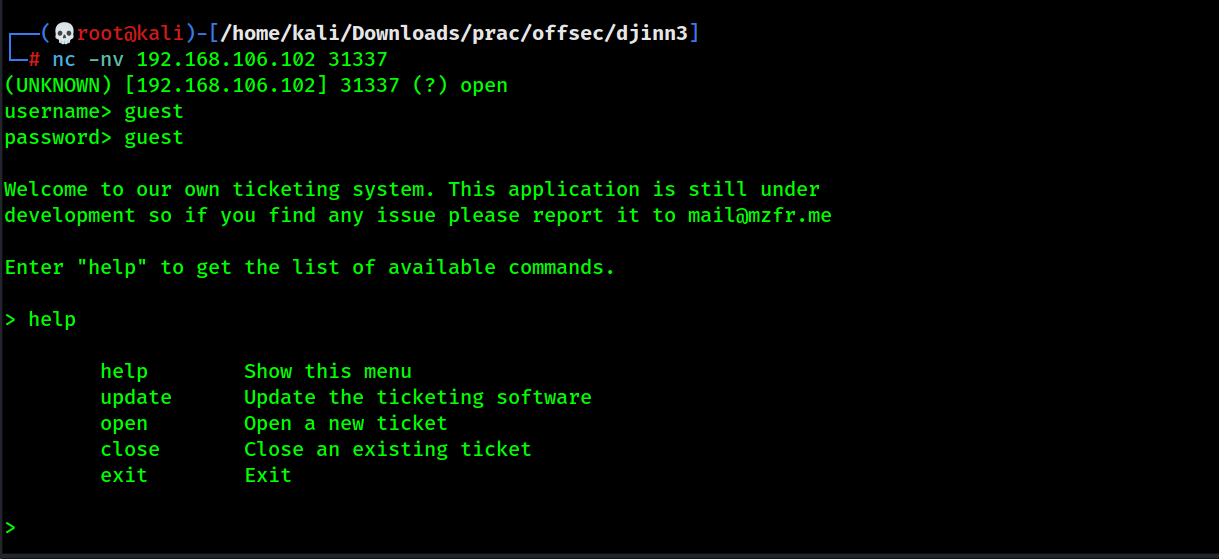 ┌──(💀root@kali)-[/home/kali/Downloads/prac/offsec/djinn3]
└─# nc -nv 192.168.106.102 31337
(UNKNOWN) [192.168.106.102] 31337 (?) open
username> guest
password> guest
Welcome to our own ticketing system. This application is still under
development so if you find any issue please report it to mail@mzfr.me
Enter "help" to get the list of available commands.
> help
help        Show this menu
update      Update the ticketing software
open        Open a new ticket
close       Close an existing ticket
exit        Exit
>